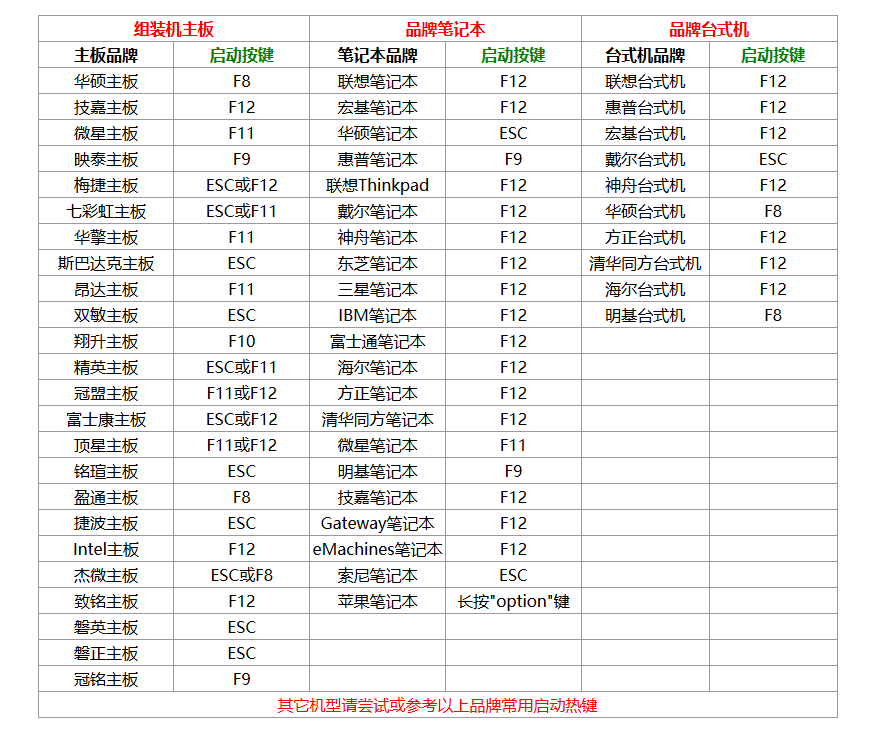 组装机主板 品牌笔记本 品牌台式机
主板品牌 启动按键 笔记本品牌 启动按键 台式机品牌 启动按键
华硕主板 F8 联想笔记本 F12 联想台式机 F12
技嘉主板 F12 宏基笔记本 F12 惠普台式机 F12
微星主板 F11 华硕笔记本 ESC 宏基台式机 F12
映泰主板 F9 惠普笔记本 F9 戴尔台式机 ESC
梅捷主板 ESC或F12 联想Thinkpad F12 神舟台式机 F12
七彩虹主板 ESC或F11 戴尔笔记本 F12 华硕台式机 F8
华擎主板 F11 神舟笔记本 F12 方正台式机 F12
斯巴达克主板 ESC 东芝笔记本 F12 清华同方台式机 F12
昂达主板 F11 三星笔记本 F12 海尔台式机 F12
双敏主板 ESC IBM笔记本 F12 明基台式机 F8
翔升主板 F10 富士通笔记本 F12
精英主板 ESC或F11 海尔笔记本 F12
冠盟主板 F11或F12 方正笔记本 F12
富士康主板 ESC或F12 清华同方笔记本 F12
顶星主板 F11或F12 微星笔记本 F11
铭瑄主板 ESC 明基笔记本 F9
盈通主板 F8 技嘉笔记本 F12
捷波主板 ESC Gateway笔记本 F12
Intel主板 F12 eMachines笔记本 F12
杰微主板 ESC或F8 索尼笔记本 ESC
致铭主板 F12 苹果笔记本 长按"option"键
磐英主板 ESC
磐正主板 ESC
冠铭主板 F9
其它机型请尝试或参考以上品牌常用启动热键